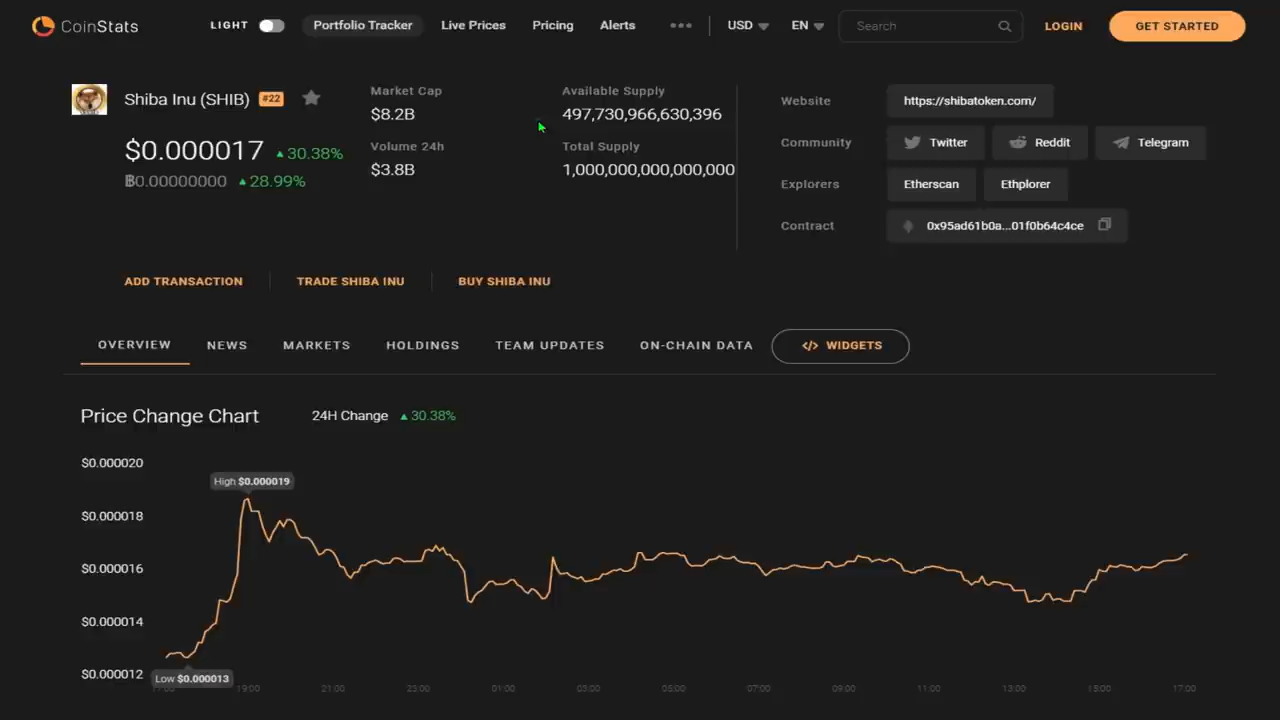 CoinStats
LIGHT
Portfolio Tracker
Live Prices
Pricing
Alerts
USD
EN
Search
LOGIN
GET STARTED
Shiba Inu (SHIB) #22
$0.000017 30.38%
฿0.00000000 28.99%
Market Cap
$8.2B
Volume 24h
$3.8B
Available Supply
497,730,966,630,396
Total Supply
1,000,000,000,000,000
Website https://shibatoken.com/
Community Twitter Reddit Telegram
Explorers Etherscan Ethplorer
Contract 0x95ad61b0a...01f0b64c4ce
ADD TRANSACTION
TRADE SHIBA INU
BUY SHIBA INU
OVERVIEW
NEWS
MARKETS
HOLDINGS
TEAM UPDATES
ON-CHAIN DATA
</> WIDGETS
Price Change Chart
24H Change 30.38%
$0.000020
High $0.000019
$0.000018
$0.000016
$0.000014
$0.000012
Low $0.000013
19:00 21:00 23:00 01:00 03:00 05:00 07:00 09:00 11:00 13:00 15:00 17:00